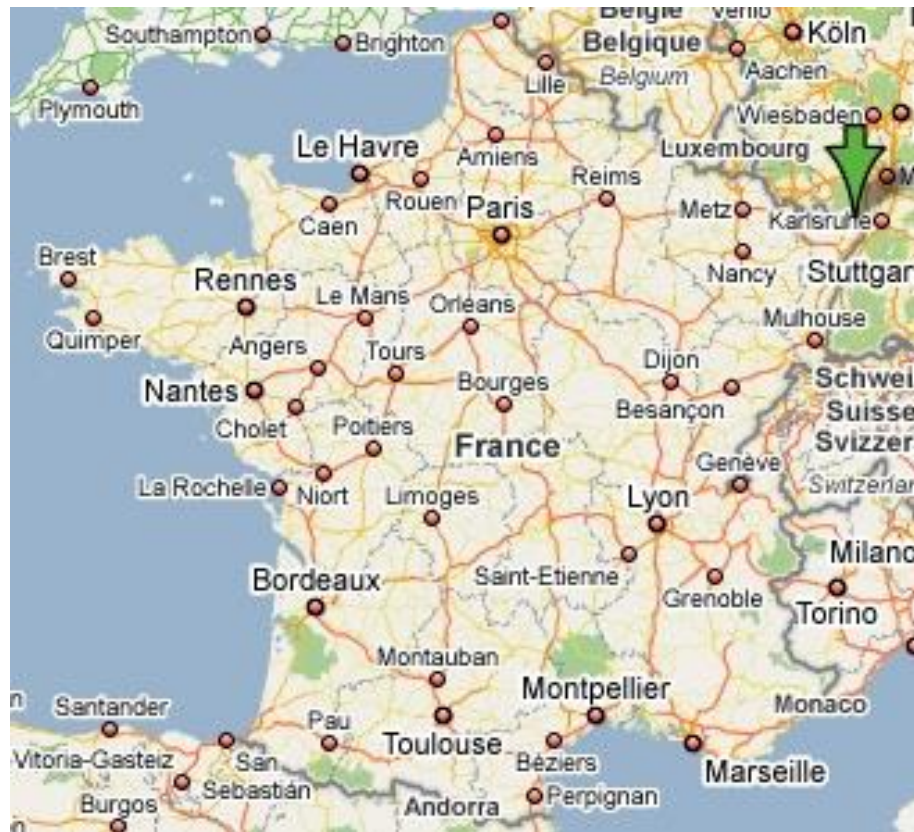 België
Venlo
Southampton
Brighton
Belgique
Köln
Lille
Belgium
Aachen
Plymouth
Wiesbaden
Le Havre
Amiens
Luxembourg
Rouen
Reims
Caen
Paris
Metz
Karlsruhe
Brest
Rennes
Le Mans
Orléans
Nancy
Stuttgar
Quimper
Angers
Tours
Mulhouse
Nantes
Bourges
Dijon
Schwei
Cholet
Poitiers
Besançon
Suisse
France
Svizzer
Genève
La Rochelle
Niort
Limoges
Lyon
Switzerlan
Bordeaux
Saint-Etienne
Grenoble
Milano
Torino
Montauban
Montpellier
Monaco
Santander
Pau
Toulouse
Béziers
Marseille
Vitoria-Gasteiz
San
Sebastián
Burgos
Andorra
Perpignan